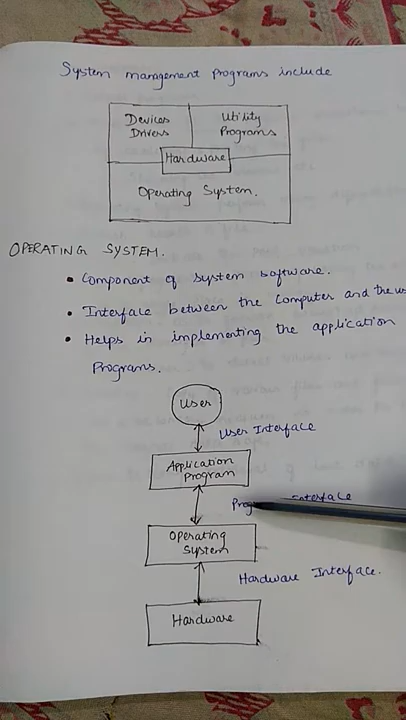 System management programs include
Devices Utility
Drivers Programs
Hardware
Operating System.
OPERATING SYSTEM.
• Component of System software.
• Interface between the Computer and the us
• Helps in implementing the application
Programs.
User
User Interface
Application
Program
Interface
Operating
System
Hardware Interface.
Hardware